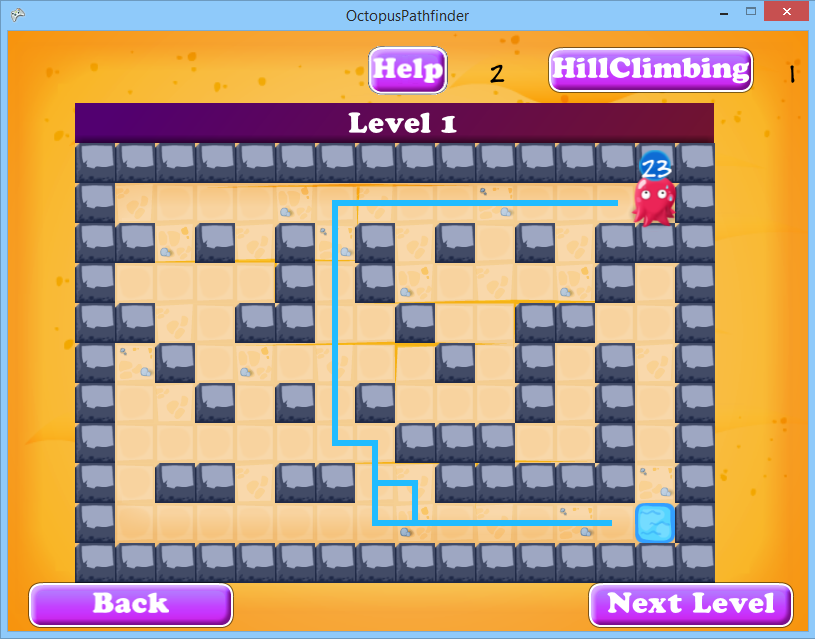 OctopusPathfinder
Help 2 HillClimbing 1
Level 1
23
Back Next Level